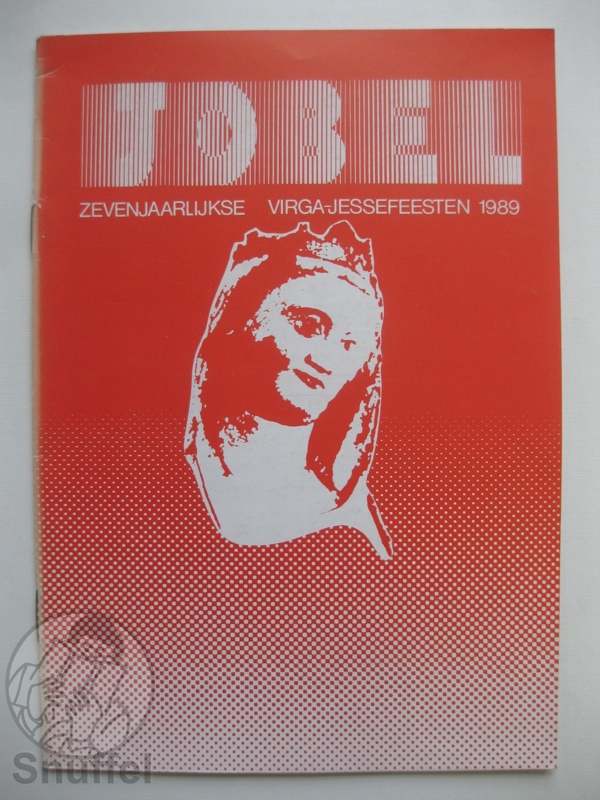 JOBEL
ZEVENJAARLIJKSE VIRGA-JESSEFEESTEN 1989
Snuffel